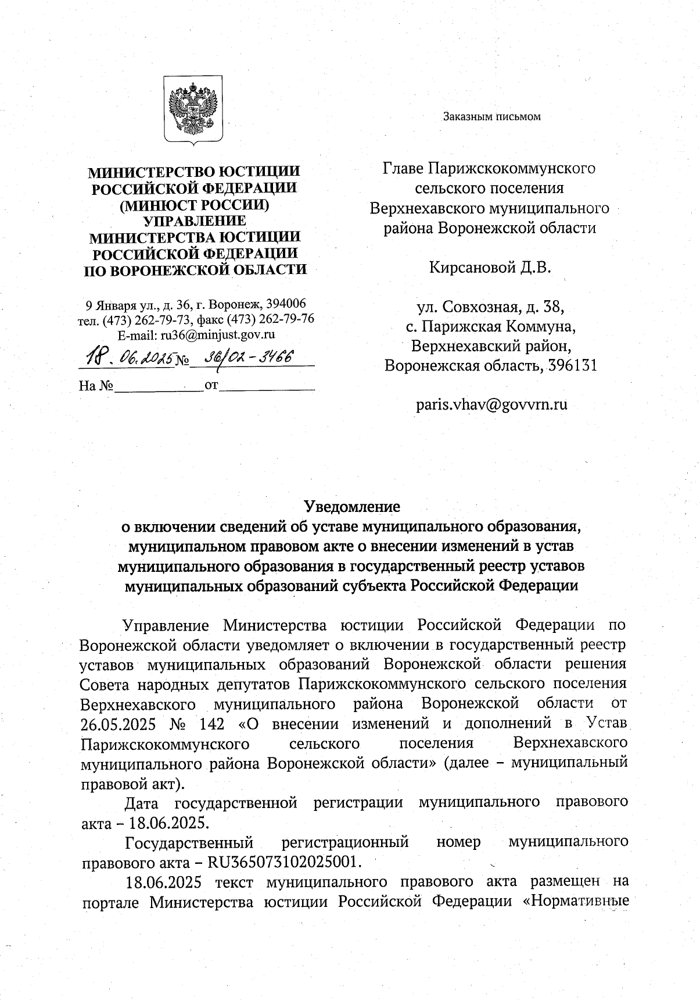 МИНИСТЕРСТВО ЮСТИЦИИ
РОССИЙСКОЙ ФЕДЕРАЦИИ
(МИНЮСТ РОССИИ)
УПРАВЛЕНИЕ
МИНИСТЕРСТВА ЮСТИЦИИ
РОССИЙСКОЙ ФЕДЕРАЦИИ
ПО ВОРОНЕЖСКОЙ ОБЛАСТИ
9 Января ул., д. 36, г. Воронеж, 394006
тел. (473) 262-79-73, факс (473) 262-79-76
E-mail: ru36@minjust.gov.ru
18. 06.2025 № 36/02-3466
На № от
Заказным письмом
Главе Парижскокоммунского
сельского поселения
Верхнехавского муниципального
района Воронежской области
Кирсановой Д.В.
ул. Совхозная, д. 38,
с. Парижская Коммуна,
Верхнехавский район,
Воронежская область, 396131
paris.vhav@govvrn.ru
Уведомление
о включении сведений об уставе муниципального образования,
муниципальном правовом акте о внесении изменений в устав
муниципального образования в государственный реестр уставов
муниципальных образований субъекта Российской Федерации
Управление Министерства юстиции Российской Федерации по
Воронежской области уведомляет о включении в государственный реестр
уставов муниципальных образований Воронежской области решения
Совета народных депутатов Парижскокоммунского сельского поселения
Верхнехавского муниципального района Воронежской области от
26.05.2025 № 142 «О внесении изменений и дополнений в Устав
Парижскокоммунского сельского поселения Верхнехавского
муниципального района Воронежской области» (далее – муниципальный
правовой акт).
Дата государственной регистрации муниципального правового
акта – 18.06.2025.
Государственный регистрационный номер муниципального
правового акта – RU365073102025001.
18.06.2025 текст муниципального правового акта размещен на
портале Министерства юстиции Российской Федерации «Нормативные